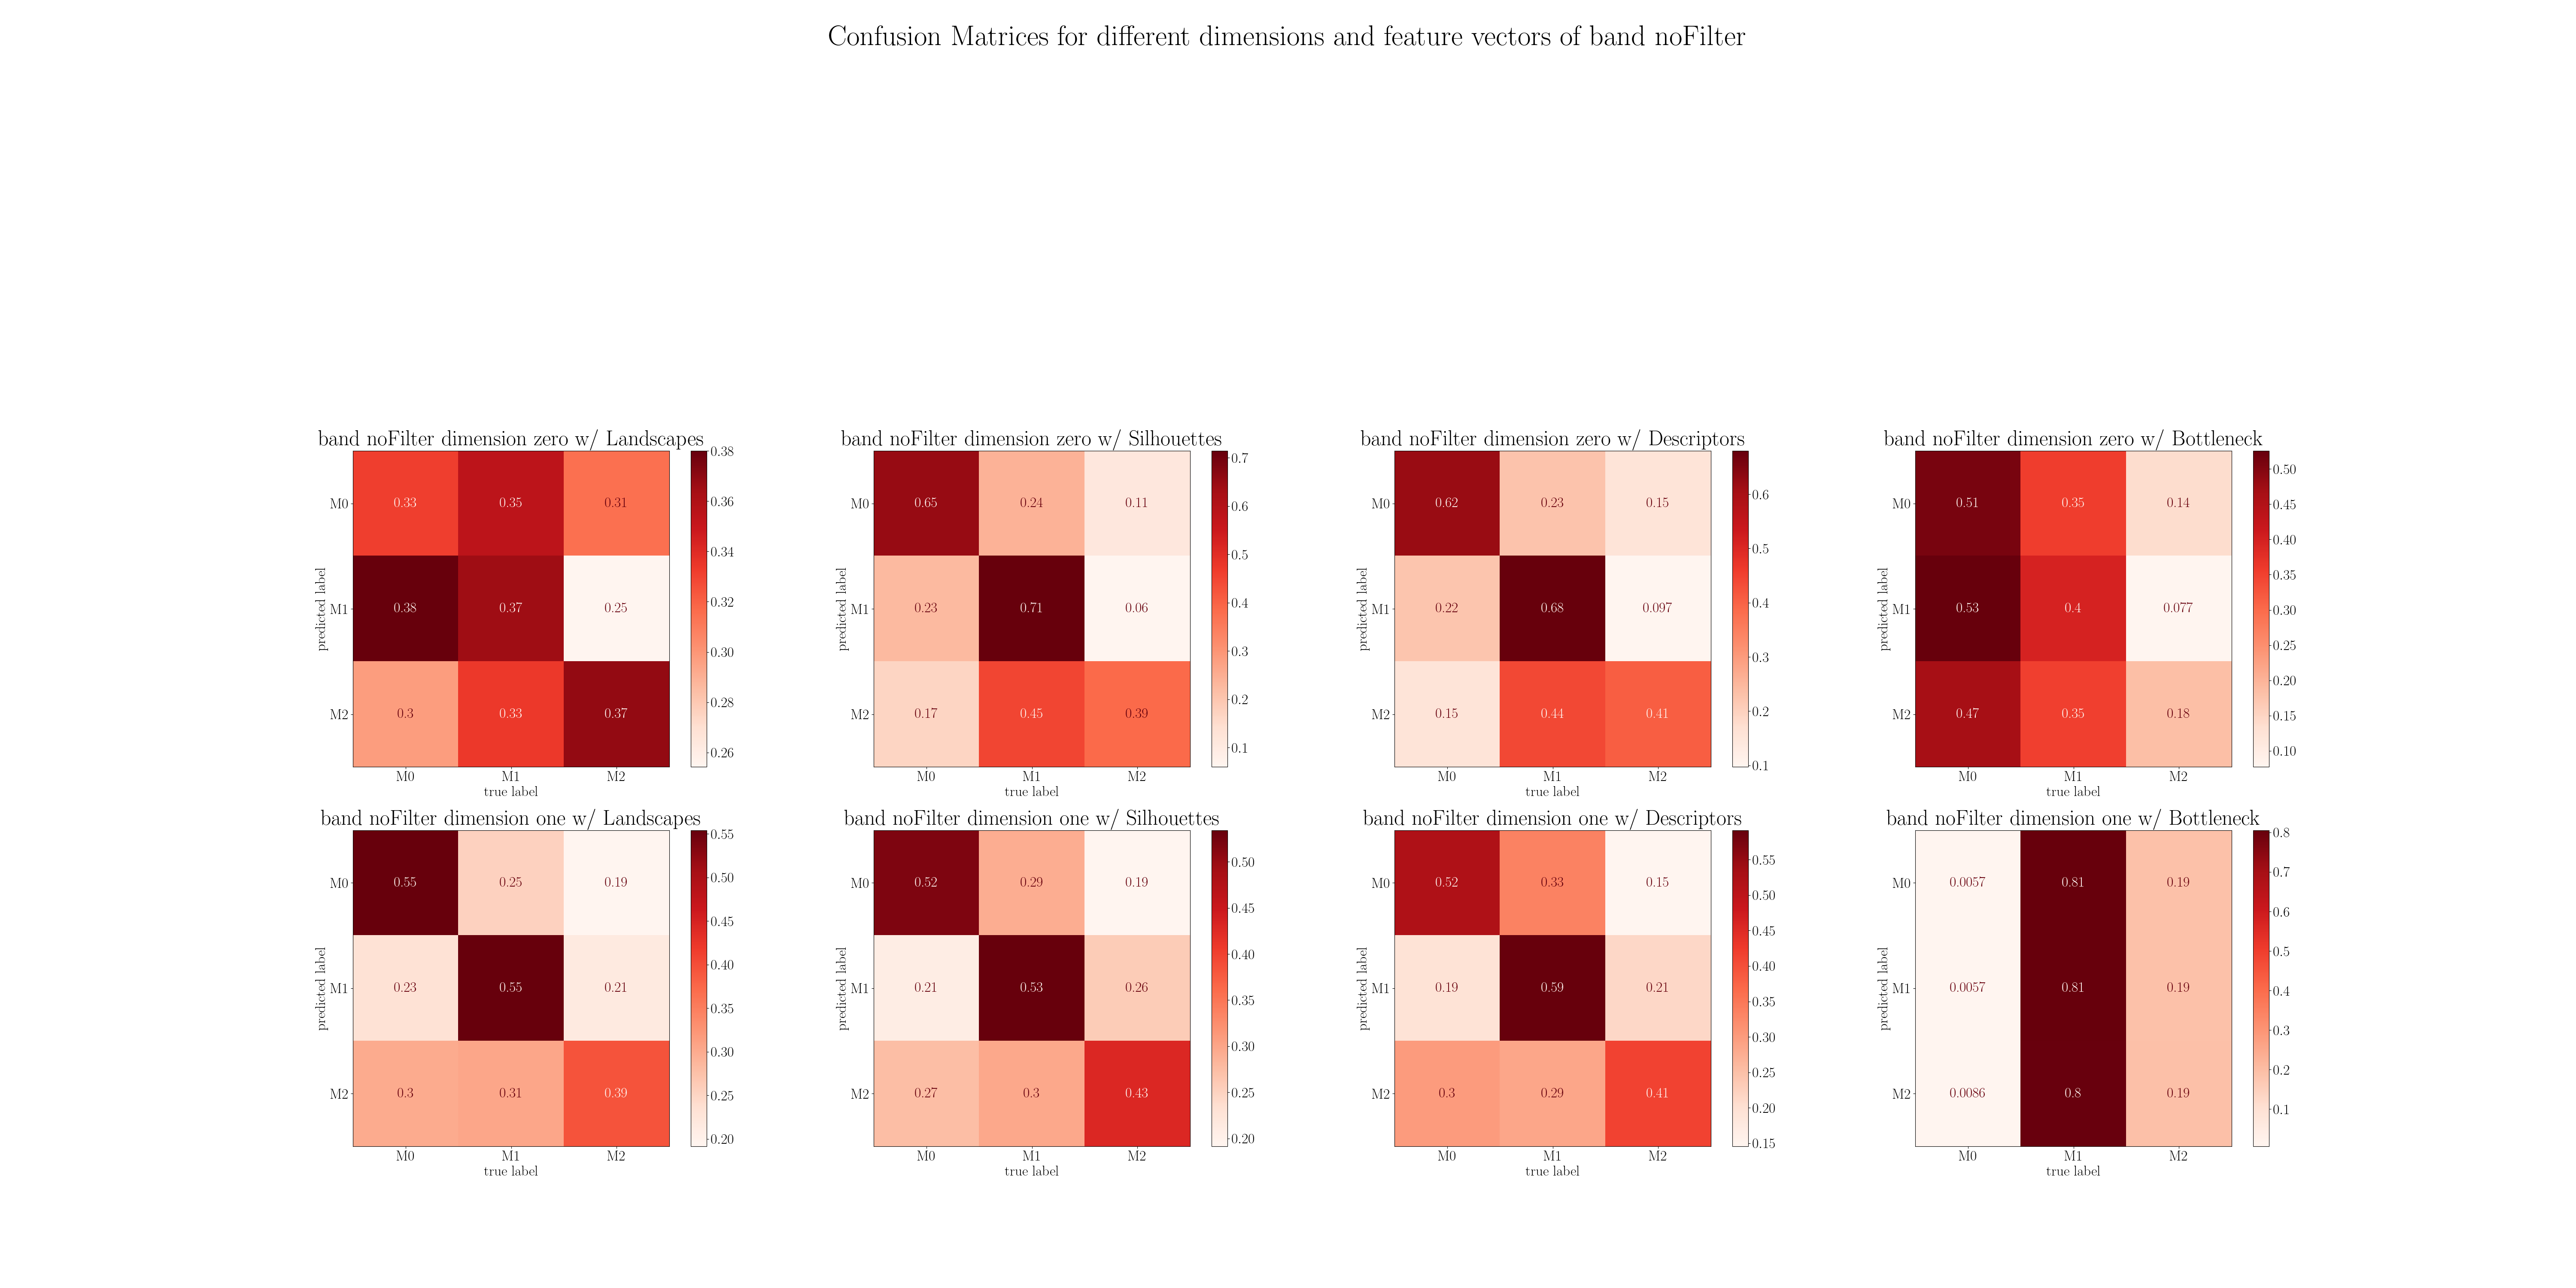 Confusion Matrices for different dimensions and feature vectors of band noFilter
band noFilter dimension zero w/ Landscapes
M0 0.33 0.35 0.31
M1 0.38 0.37 0.25
M2 0.3 0.33 0.37
M0 M1 M2
true label
predicted label
0.38
0.36
0.34
0.32
0.30
0.28
0.26
band noFilter dimension zero w/ Silhouettes
M0 0.65 0.24 0.11
M1 0.23 0.71 0.06
M2 0.17 0.45 0.39
M0 M1 M2
true label
predicted label
0.7
0.6
0.5
0.4
0.3
0.2
0.1
band noFilter dimension zero w/ Descriptors
M0 0.62 0.23 0.15
M1 0.22 0.68 0.097
M2 0.15 0.44 0.41
M0 M1 M2
true label
predicted label
0.6
0.5
0.4
0.3
0.2
0.1
band noFilter dimension zero w/ Bottleneck
M0 0.51 0.35 0.14
M1 0.53 0.4 0.077
M2 0.47 0.35 0.18
M0 M1 M2
true label
predicted label
0.50
0.45
0.40
0.35
0.30
0.25
0.20
0.15
0.10
band noFilter dimension one w/ Landscapes
M0 0.55 0.25 0.19
M1 0.23 0.55 0.21
M2 0.3 0.31 0.39
M0 M1 M2
true label
predicted label
0.55
0.50
0.45
0.40
0.35
0.30
0.25
0.20
band noFilter dimension one w/ Silhouettes
M0 0.52 0.29 0.19
M1 0.21 0.53 0.26
M2 0.27 0.3 0.43
M0 M1 M2
true label
predicted label
0.50
0.45
0.40
0.35
0.30
0.25
0.20
band noFilter dimension one w/ Descriptors
M0 0.52 0.33 0.15
M1 0.19 0.59 0.21
M2 0.3 0.29 0.41
M0 M1 M2
true label
predicted label
0.55
0.50
0.45
0.40
0.35
0.30
0.25
0.20
0.15
band noFilter dimension one w/ Bottleneck
M0 0.0057 0.81 0.19
M1 0.0057 0.81 0.19
M2 0.0086 0.8 0.19
M0 M1 M2
true label
predicted label
0.8
0.7
0.6
0.5
0.4
0.3
0.2
0.1